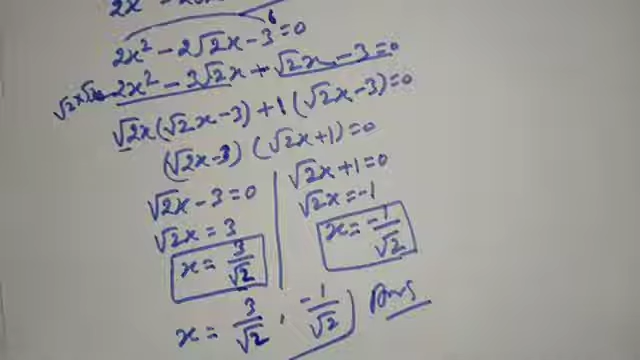 2x²
6
2x² - 2√2x - 3 = 0
2x² - 3√2x + √2x - 3 = 0
√2x(√2x - 3) + 1(√2x - 3) = 0
(√2x - 3) (√2x + 1) = 0
√2x - 3 = 0
√2x = 3
x = 3/√2
√2x + 1 = 0
√2x = -1
x = -1/√2
x = 3/√2, -1/√2 Ans